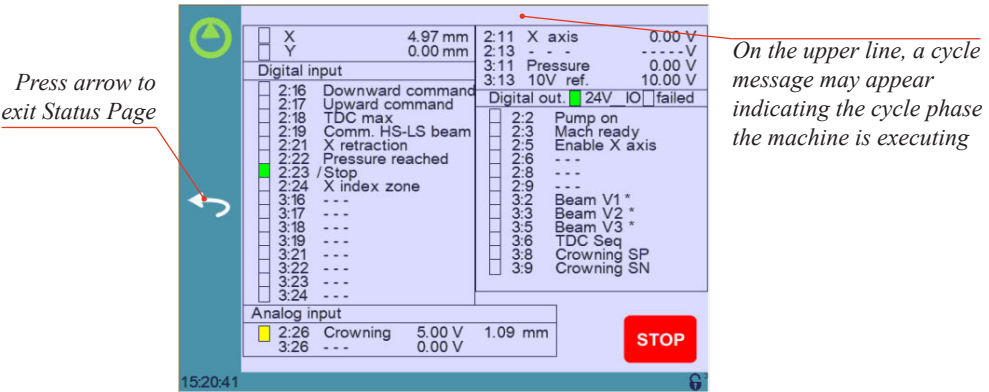 Press arrow to
exit Status Page
X 4.97 mm
Y 0.00 mm
Digital input
2:16 Downward command
2:17 Upward command
2:18 TDC max
2:19 Comm. HS-LS beam
2:21 X retraction
2:22 Pressure reached
2:23 /Stop
2:24 X index zone
3:16 - - -
3:17 - - -
3:18 - - -
3:19 - - -
3:21 - - -
3:22 - - -
3:23 - - -
3:24 - - -
Analog input
2:26 Crowning 5.00 V 1.09 mm
3:26 - - - 0.00 V
2:11 X axis 0.00 V
2:13 - - - -----V
3:11 Pressure 0.00 V
3:13 10V ref. 10.00 V
Digital out. 24V_IO failed
2:2 Pump on
2:3 Mach ready
2:5 Enable X axis
2:6 - - -
2:8 - - -
2:9 - - -
3:2 Beam V1 *
3:3 Beam V2 *
3:5 Beam V3 *
3:6 TDC Seq
3:8 Crowning SP
3:9 Crowning SN
STOP
15:20:41
On the upper line, a cycle
message may appear
indicating the cycle phase
the machine is executing